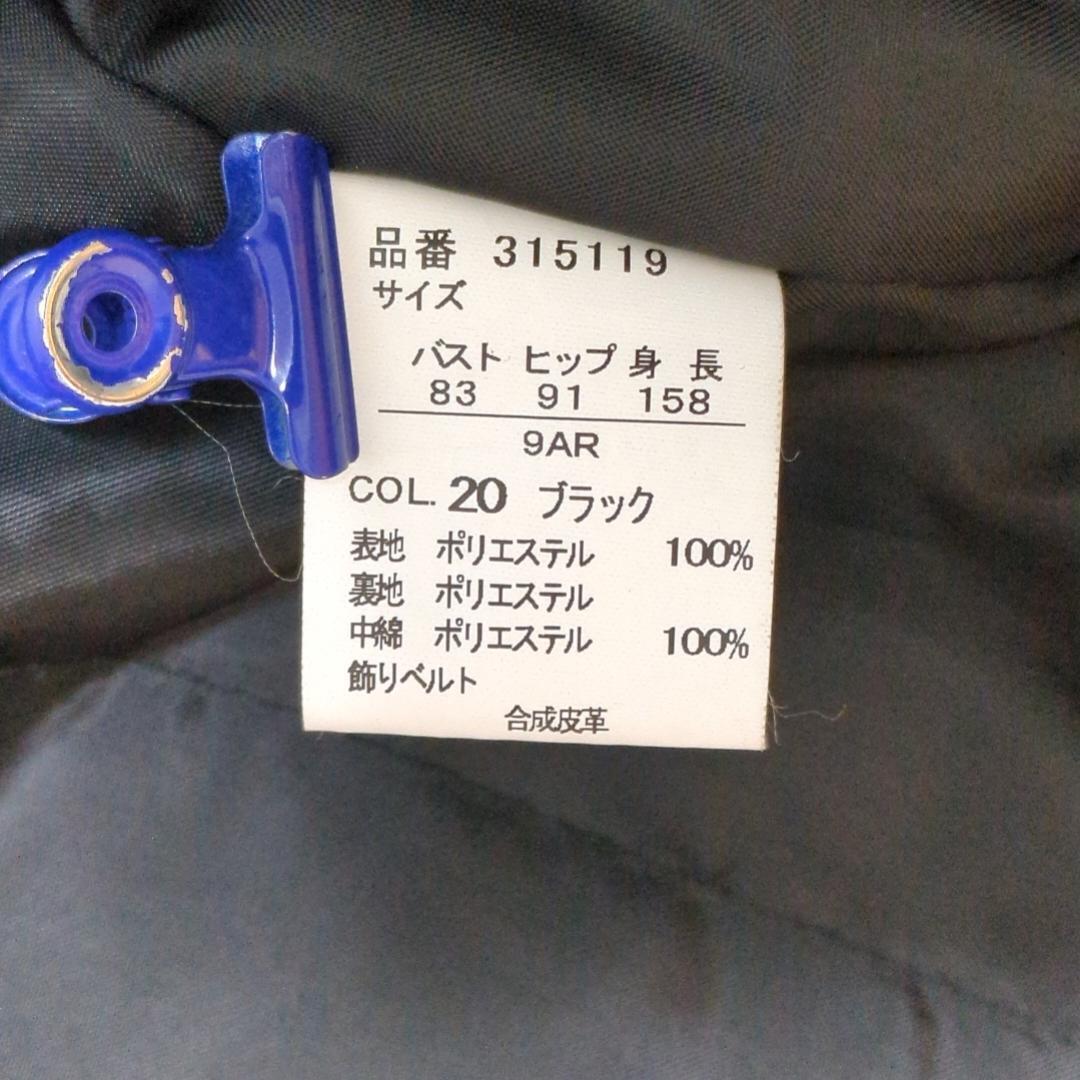 品番 315119
サイズ
バスト ヒップ 身長
83 91 158
9AR
COL. 20 ブラック
表地 ポリエステル 100%
裏地 ポリエステル
中綿 ポリエステル 100%
飾りベルト
合成皮革